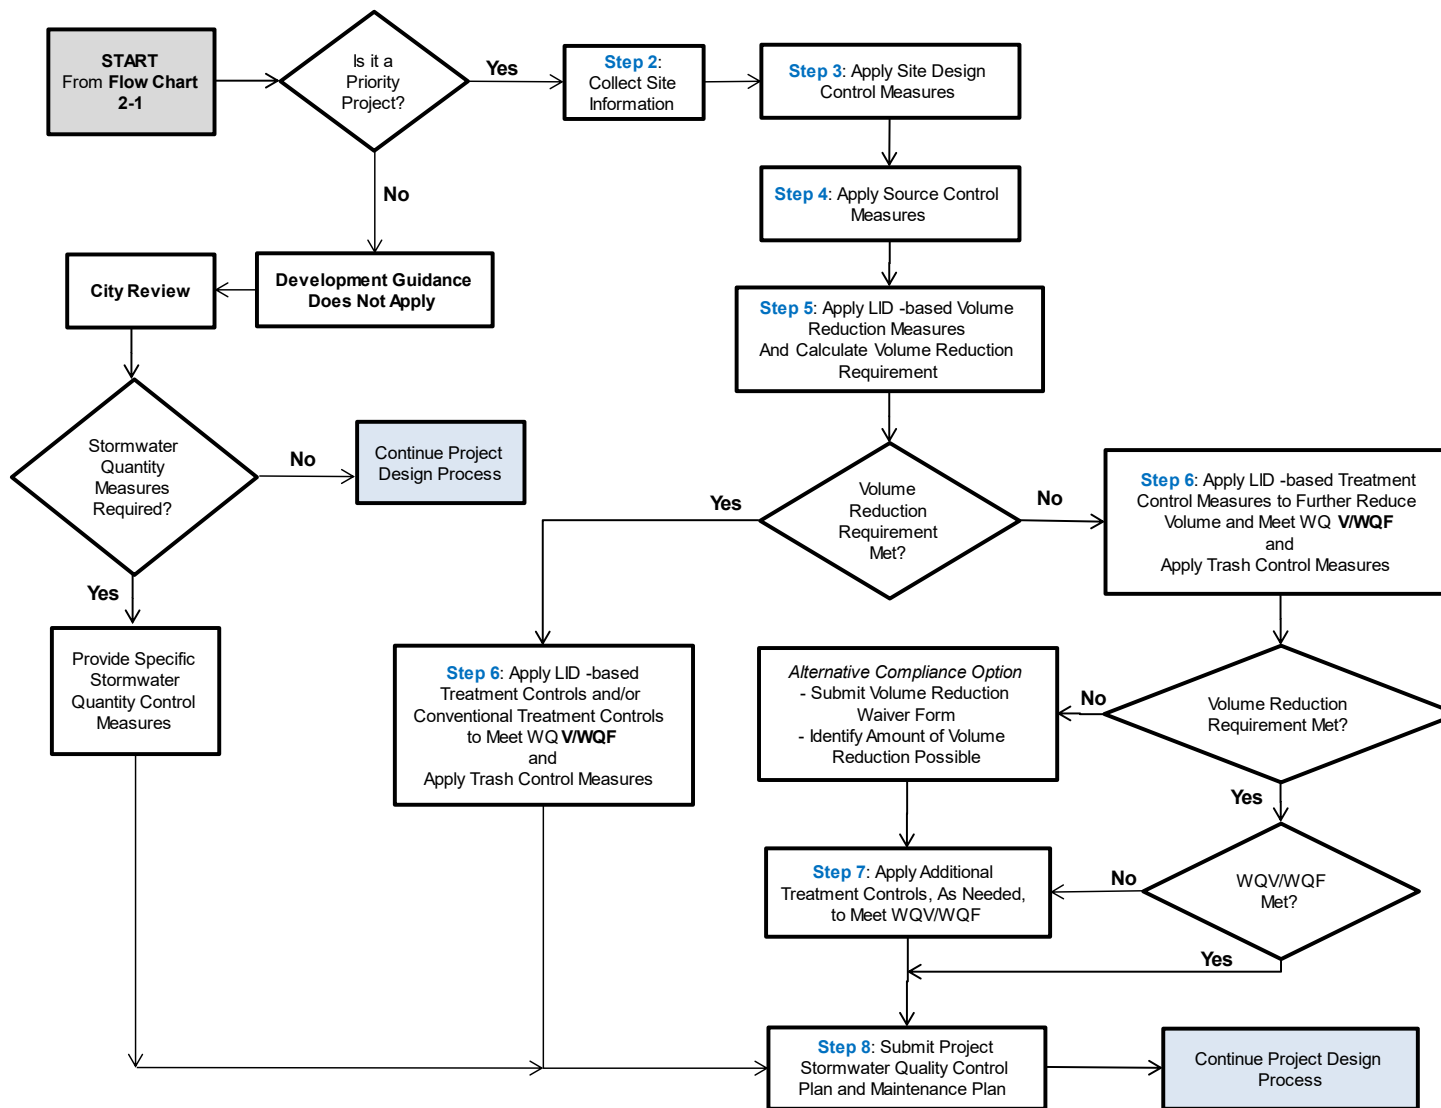 START
From Flow Chart
2-1
Is it a
Priority
Project?
Yes
Step 2:
Collect Site
Information
Step 3: Apply Site Design
Control Measures
No
Step 4: Apply Source Control
Measures
City Review
Development Guidance
Does Not Apply
Step 5: Apply LID -based Volume
Reduction Measures
And Calculate Volume Reduction
Requirement
Stormwater
Quantity
Measures
Required?
No
Continue Project
Design Process
Yes
Volume
Reduction
Requirement
Met?
No
Step 6: Apply LID -based Treatment
Control Measures to Further Reduce
Volume and Meet WQ V/WQF
and
Apply Trash Control Measures
Yes
Provide Specific
Stormwater
Quantity Control
Measures
Step 6: Apply LID -based
Treatment Controls and/or
Conventional Treatment Controls
to Meet WQ V/WQF
and
Apply Trash Control Measures
Alternative Compliance Option
- Submit Volume Reduction
Waiver Form
- Identify Amount of Volume
Reduction Possible
No
Volume Reduction
Requirement Met?
Yes
Step 7: Apply Additional
Treatment Controls, As Needed,
to Meet WQV/WQF
No
WQV/WQF
Met?
Yes
Step 8: Submit Project
Stormwater Quality Control
Plan and Maintenance Plan
Continue Project Design
Process